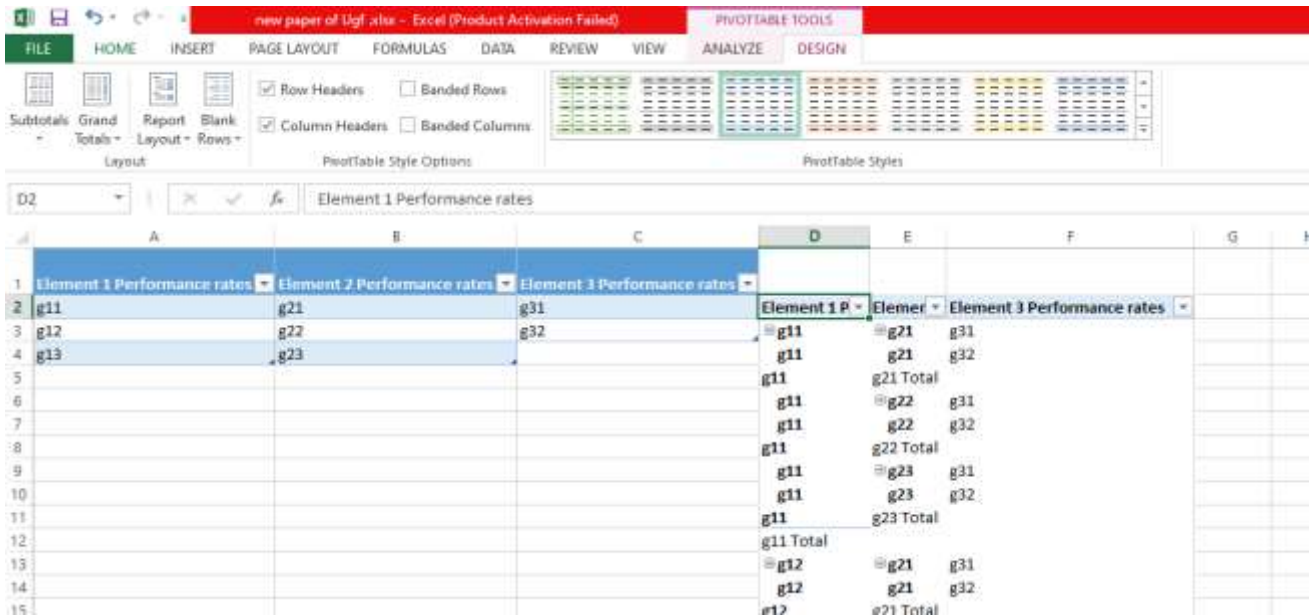 new paper of Ugf .xlsx - Excel (Product Activation Failed) PIVOTTABLE TOOLS
FILE HOME INSERT PAGE LAYOUT FORMULAS DATA REVIEW VIEW ANALYZE DESIGN
Subtotals Grand Totals Report Layout Blank Rows
Row Headers Banded Rows
Column Headers Banded Columns
Layout PivotTable Style Options PivotTable Styles
D2 fx Element 1 Performance rates
A B C D E F G
1 Element 1 Performance rates Element 2 Performance rates Element 3 Performance rates
2 g11 g21 g31 Element 1 P Elemer Element 3 Performance rates
3 g12 g22 g32 g11 g21 g31
4 g13 g23 g11 g21 g32
5 g11 g21 Total
6 g11 g22 g31
7 g11 g22 g32
8 g11 g22 Total
9 g11 g23 g31
10 g11 g23 g32
11 g11 g23 Total
12 g11 Total
13 g12 g21 g31
14 g12 g21 g32
15 g12 g21 Total